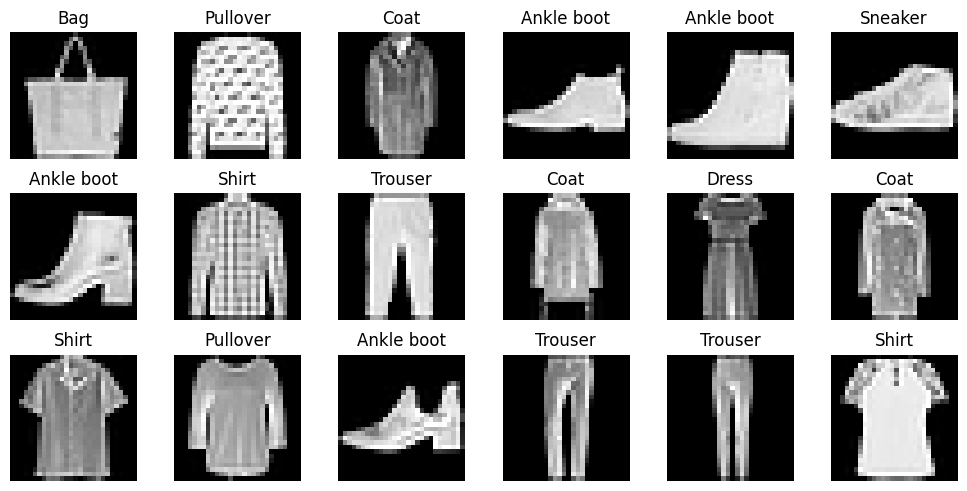 Bag Pullover Coat Ankle boot Ankle boot Sneaker
Ankle boot Shirt Trouser Coat Dress Coat
Shirt Pullover Ankle boot Trouser Trouser Shirt